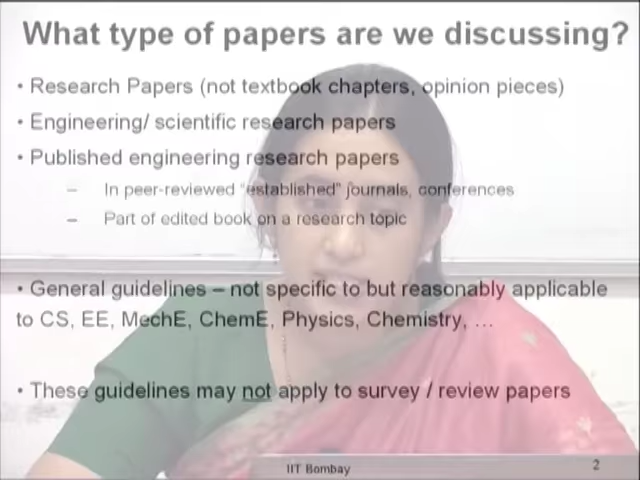 What type of papers are we discussing?
• Research Papers (not textbook chapters, opinion pieces)
• Engineering/ scientific research papers
• Published engineering research papers
– In peer-reviewed “established” journals, conferences
– Part of edited book on a research topic
• General guidelines – not specific to but reasonably applicable
to CS, EE, MechE, ChemE, Physics, Chemistry, …
• These guidelines may not apply to survey / review papers
IIT Bombay
2